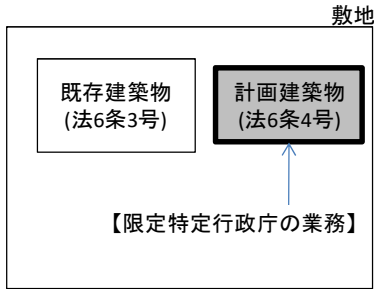 敷地
既存建築物
(法6条3号)
計画建築物
(法6条4号)
【限定特定行政庁の業務】